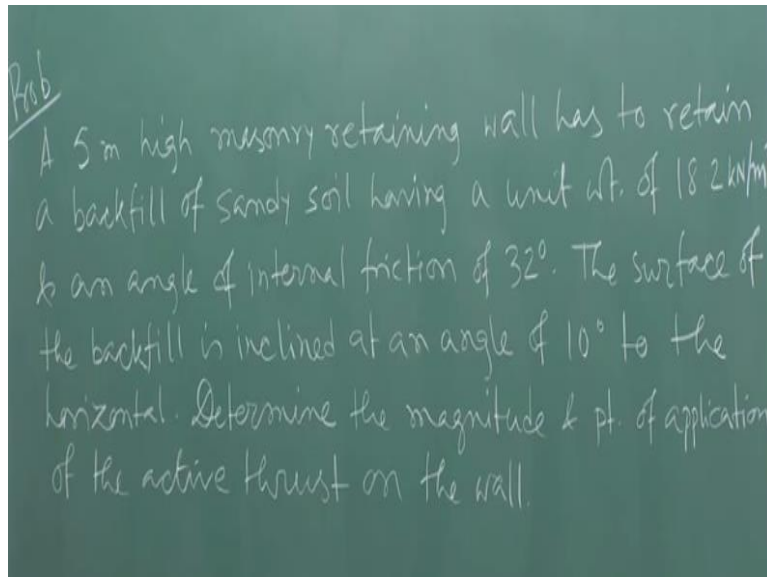 Prob
A 5 m high masonry retaining wall has to retain
a backfill of sandy soil having a unit wt. of 18.2 kN/m
& an angle of internal friction of 32°. The surface of
the backfill is inclined at an angle of 10° to the
horizontal. Determine the magnitude & pt. of application
of the active thrust on the wall.